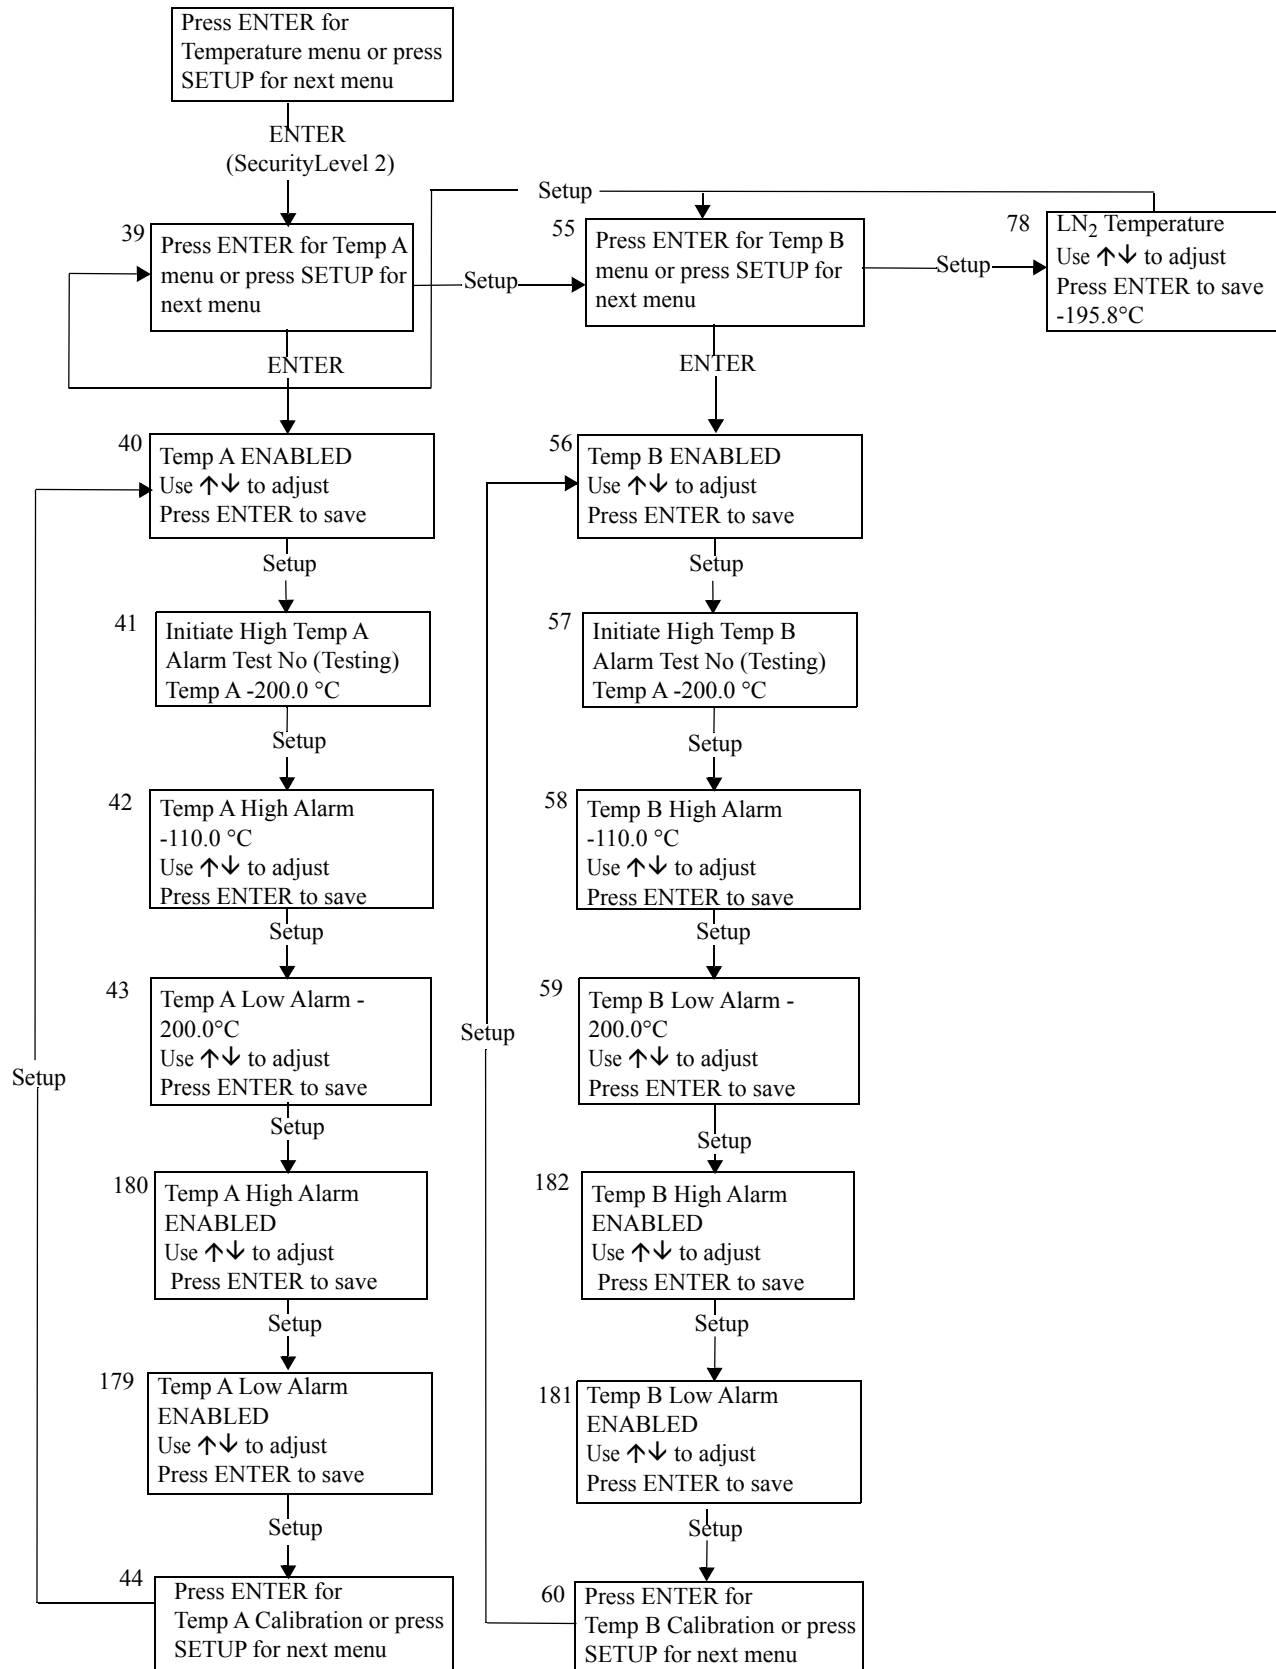 Press ENTER for
Temperature menu or press
SETUP for next menu
ENTER
(SecurityLevel 2)
Setup
39
Press ENTER for Temp A
menu or press SETUP for
next menu
Setup
55
Press ENTER for Temp B
menu or press SETUP for
next menu
Setup
78
LN2 Temperature
Use ↑↓ to adjust
Press ENTER to save
-195.8°C
ENTER
ENTER
40
Temp A ENABLED
Use ↑↓ to adjust
Press ENTER to save
Setup
41
Initiate High Temp A
Alarm Test No (Testing)
Temp A -200.0 °C
Setup
42
Temp A High Alarm
-110.0 °C
Use ↑↓ to adjust
Press ENTER to save
Setup
43
Temp A Low Alarm -
200.0°C
Use ↑↓ to adjust
Press ENTER to save
Setup
Setup
180
Temp A High Alarm
ENABLED
Use ↑↓ to adjust
Press ENTER to save
Setup
179
Temp A Low Alarm
ENABLED
Use ↑↓ to adjust
Press ENTER to save
Setup
44
Press ENTER for
Temp A Calibration or press
SETUP for next menu
56
Temp B ENABLED
Use ↑↓ to adjust
Press ENTER to save
Setup
57
Initiate High Temp B
Alarm Test No (Testing)
Temp A -200.0 °C
Setup
58
Temp B High Alarm
-110.0 °C
Use ↑↓ to adjust
Press ENTER to save
Setup
59
Temp B Low Alarm -
200.0°C
Use ↑↓ to adjust
Press ENTER to save
Setup
Setup
182
Temp B High Alarm
ENABLED
Use ↑↓ to adjust
Press ENTER to save
Setup
181
Temp B Low Alarm
ENABLED
Use ↑↓ to adjust
Press ENTER to save
Setup
60
Press ENTER for
Temp B Calibration or press
SETUP for next menu